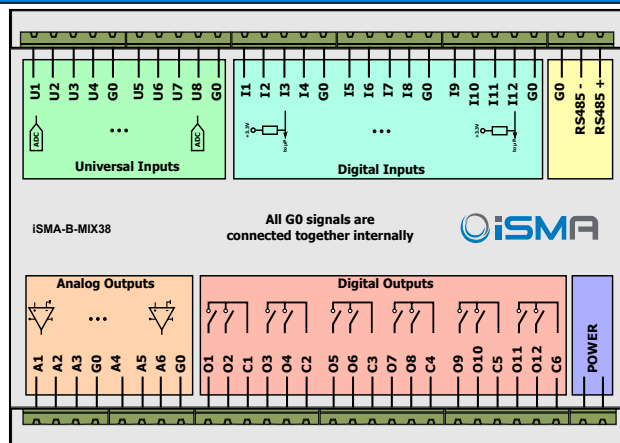 U1 U2 U3 U4 G0 U5 U6 U7 U8 G0 I1 I2 I3 I4 G0 I5 I6 I7 I8 G0 I9 I10 I11 I12 G0 G0 RS485 - RS485 +
ADC ADC +3.3V to µP +3.3V to µP
Universal Inputs Digital Inputs
iSMA-B-MIX38
All G0 signals are
connected together internally
iSMA
Analog Outputs Digital Outputs
A1 A2 A3 G0 A4 A5 A6 G0 O1 O2 C1 O3 O4 C2 O5 O6 C3 O7 O8 C4 O9 O10 C5 O11 O12 C6 POWER